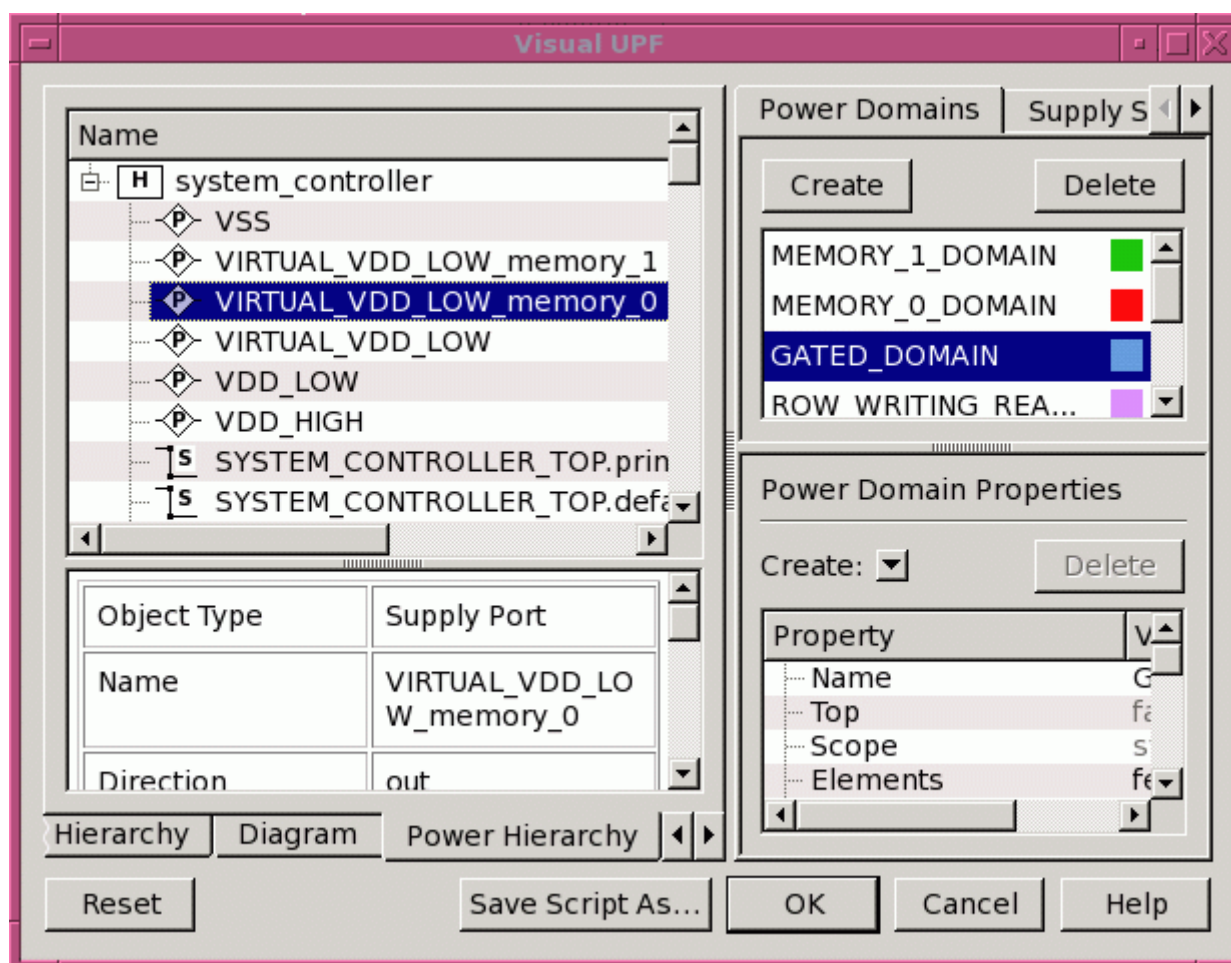 Visual UPF
Name
H system_controller
P VSS
P VIRTUAL_VDD_LOW_memory_1
P VIRTUAL_VDD_LOW_memory_0
P VIRTUAL_VDD_LOW
P VDD_LOW
P VDD_HIGH
S SYSTEM_CONTROLLER_TOP.prin
S SYSTEM_CONTROLLER_TOP.defa
Object Type Supply Port
Name VIRTUAL_VDD_LO
W_memory_0
Direction out
Hierarchy Diagram Power Hierarchy
Power Domains Supply S
Create Delete
MEMORY_1_DOMAIN
MEMORY_0_DOMAIN
GATED_DOMAIN
ROW_WRITING_REA...
Power Domain Properties
Create: Delete
Property V
Name G
Top fa
Scope s
Elements fe
Reset Save Script As... OK Cancel Help